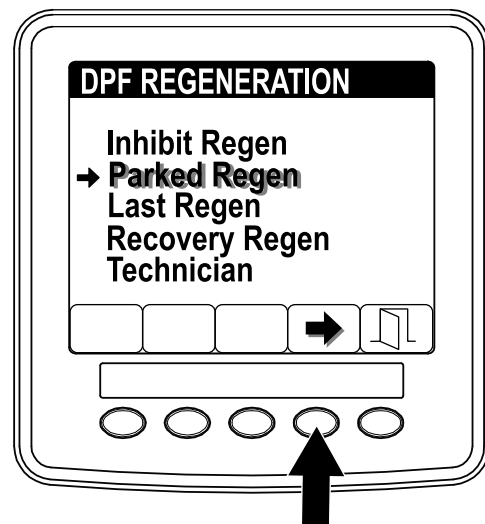 DPF REGENERATION
Inhibit Regen
Parked Regen
Last Regen
Recovery Regen
Technician